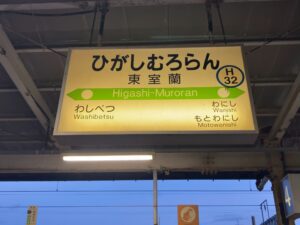 ひがしむろらん
東室蘭
H
32
Higashi-Muroran
わしべつ
Washibetsu
わにし
Wanishi
もとわにし
Motowanishi
4